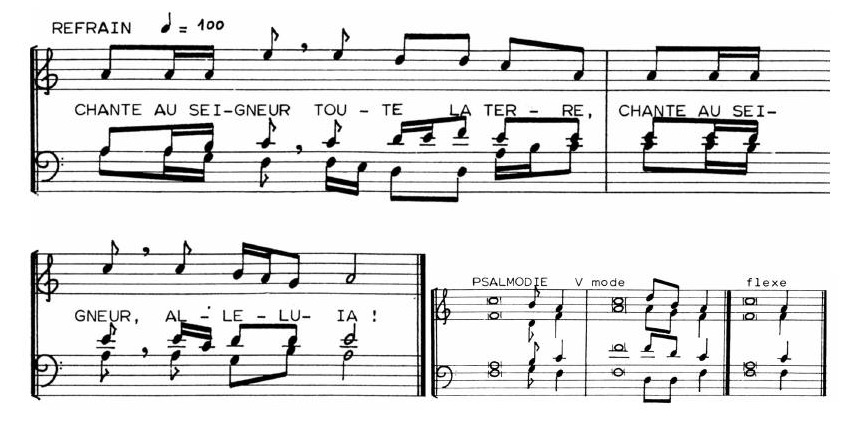 REFRAIN ♩ = 100
CHANTE AU SEI-GNEUR TOU - TE LA TER - RE, CHANTE AU SEI-
GNEUR, AL - LE - LU- IA !
PSALMODIE V mode flexe